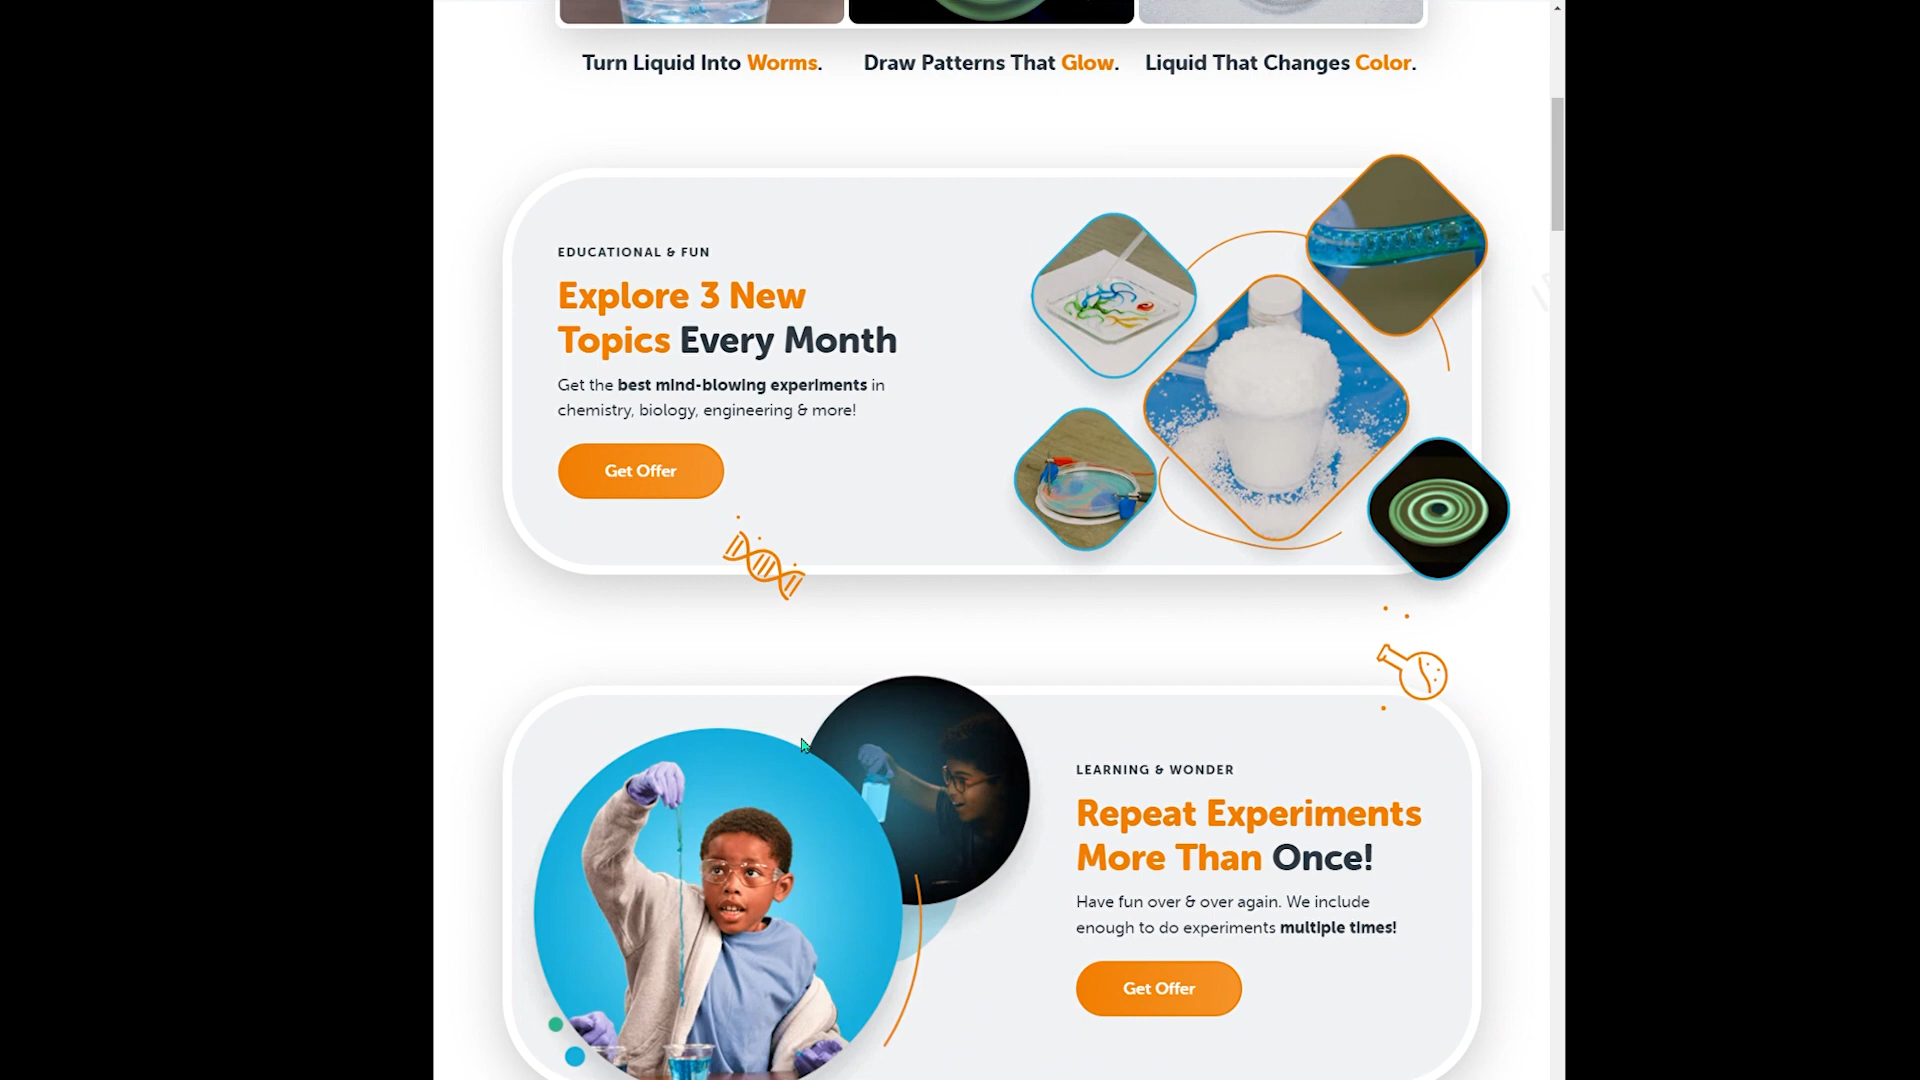 Turn Liquid Into Worms.
Draw Patterns That Glow.
Liquid That Changes Color.
EDUCATIONAL & FUN
Explore 3 New
Topics Every Month
Get the best mind-blowing experiments in
chemistry, biology, engineering & more!
Get Offer
LEARNING & WONDER
Repeat Experiments
More Than Once!
Have fun over & over again. We include
enough to do experiments multiple times!
Get Offer